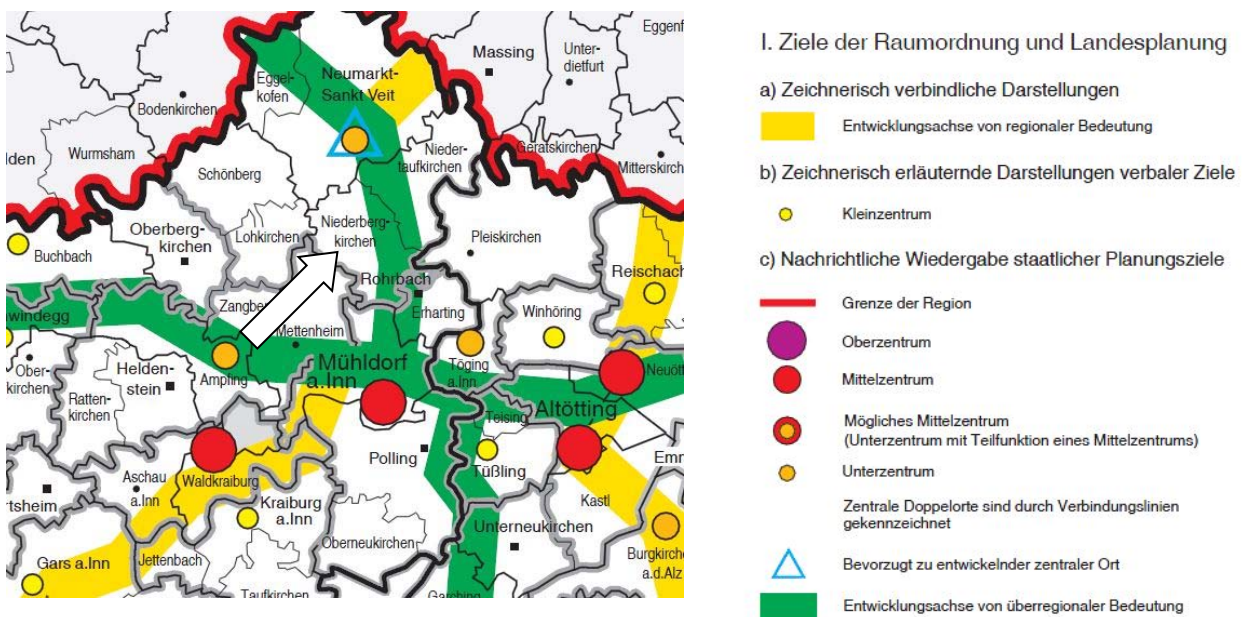 Eggenf
Massing
Unter-
dietfurt
Eggel-
kofen
Neumarkt-
Sankt Veit
Bodenkirchen
Wurmsham
lden
Nieder-
taufkirchen
Geratskirchen
Mitterskirch
Schönberg
Oberberg-
kirchen
Lohkirchen
Niederberg-
kirchen
Pleiskirchen
Buchbach
Reischach
Rohrbach
Zangbe
Erharting
Winhöring
windegg
Mettenheim
Ober-
kirchen
Helden-
stein
Ampfing
Mühldorf
a.Inn
Töging
a.Inn
Neuöt
Ratten-
kirchen
Teising
Altötting
Polling
Tüßling
Emm
Aschau
a.Inn
Waldkraiburg
Kastl
rtsheim
Kraiburg
a.Inn
Unterneukirchen
Oberneukirchen
Burgkirch
a.d.Alz
Gars a.Inn
Jettenbach
Taufkirchen
Garching
I. Ziele der Raumordnung und Landesplanung
a) Zeichnerisch verbindliche Darstellungen
Entwicklungsachse von regionaler Bedeutung
b) Zeichnerisch erläuternde Darstellungen verbaler Ziele
Kleinzentrum
c) Nachrichtliche Wiedergabe staatlicher Planungsziele
Grenze der Region
Oberzentrum
Mittelzentrum
Mögliches Mittelzentrum
(Unterzentrum mit Teilfunktion eines Mittelzentrums)
Unterzentrum
Zentrale Doppelorte sind durch Verbindungslinien
gekennzeichnet
Bevorzugt zu entwickelnder zentraler Ort
Entwicklungsachse von überregionaler Bedeutung